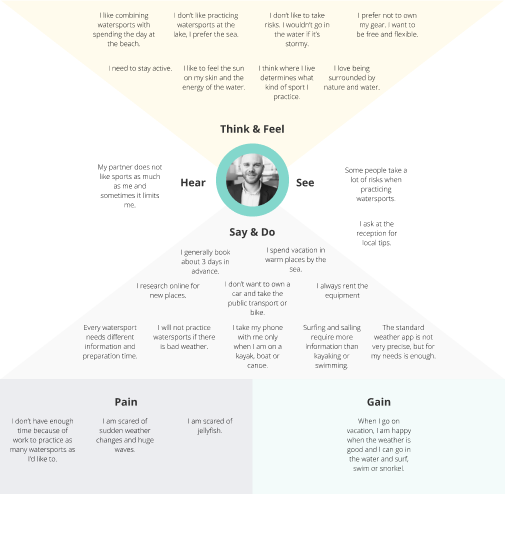 I like combining
watersports with
spending the day at
the beach.
I don't like practicing
watersports at the
lake, I prefer the sea.
I don't like to take
risks. I wouldn't go in
the water if it's
stormy.
I prefer not to own
my gear. I want to
be free and flexible.
I need to stay active.
I like to feel the sun
on my skin and the
energy of the water.
I think where I live
determines what
kind of sport I
practice.
I love being
surrounded by
nature and water.
Think & Feel
My partner does not
like sports as much
as me and
sometimes it limits
me.
Hear
See
Some people take a
lot of risks when
practicing
watersports.
I ask at the
reception for
local tips.
Say & Do
I generally book
about 3 days in
advance.
I spend vacation in
warm places by the
sea.
I research online for
new places.
I don't want to own a
car and take the
public transport or
bike.
I always rent the
equipment
Every watersport
needs different
information and
preparation time.
I will not practice
watersports if there
is bad weather.
I take my phone
with me only
when I am on a
kayak, boat or
canoe.
Surfing and sailing
require more
information than
kayaking or
swimming.
The standard
weather app is not
very precise, but for
my needs is enough.
Pain
I don't have enough
time because of
work to practice as
many watersports as
I'd like to.
I am scared of
sudden weather
changes and huge
waves.
I am scared of
jellyfish.
Gain
When I go on
vacation, I am happy
when the weather is
good and I can go in
the water and surf,
swim or snorkel.